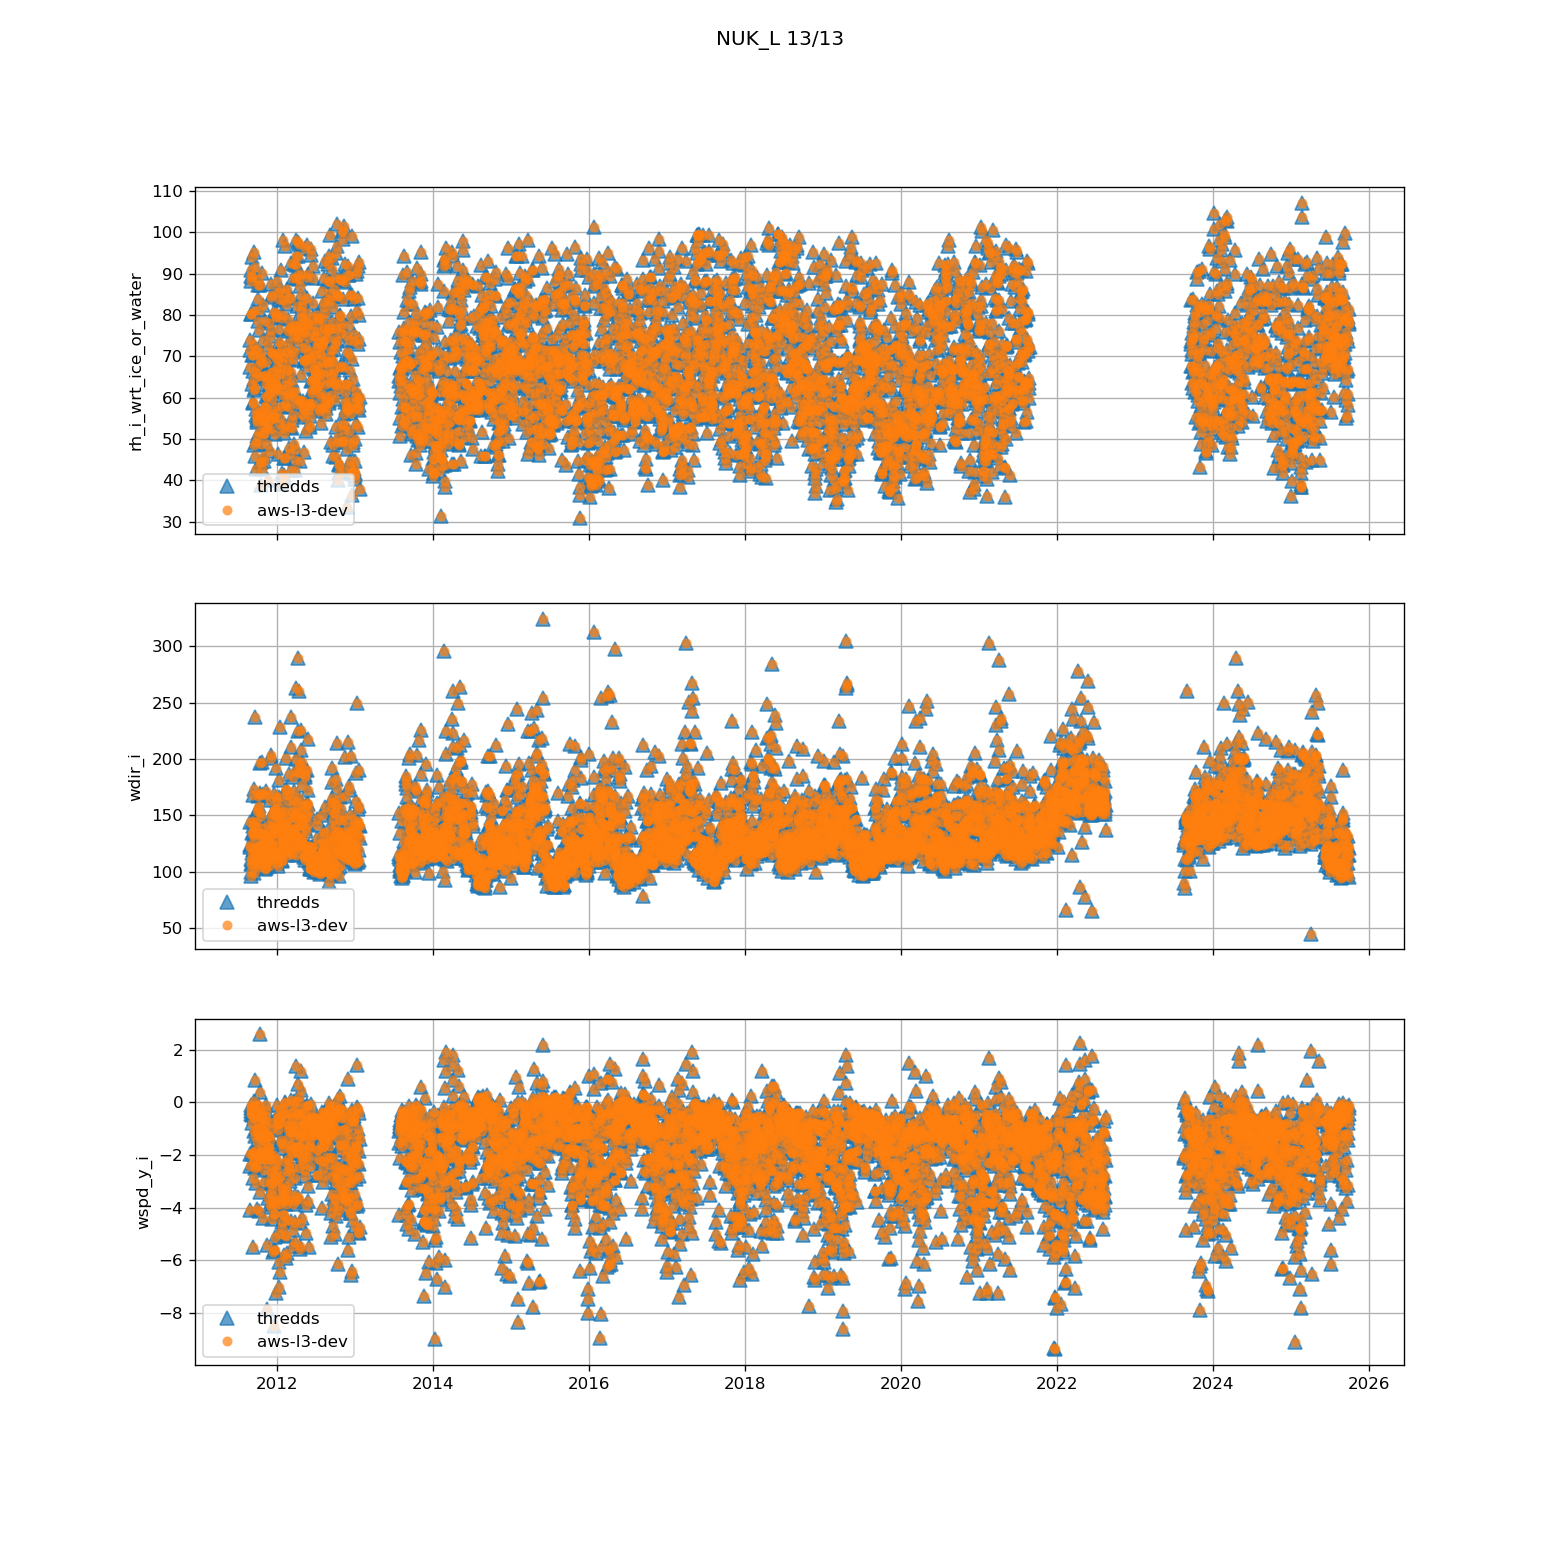 NUK_L 13/13
110
100
90
80
70
60
50
40
30
rh_i_wrt_ice_or_water
thredds
aws-l3-dev
300
250
200
150
100
50
wdir_i
thredds
aws-l3-dev
2
0
−2
−4
−6
−8
wspd_y_i
thredds
aws-l3-dev
2012 2014 2016 2018 2020 2022 2024 2026